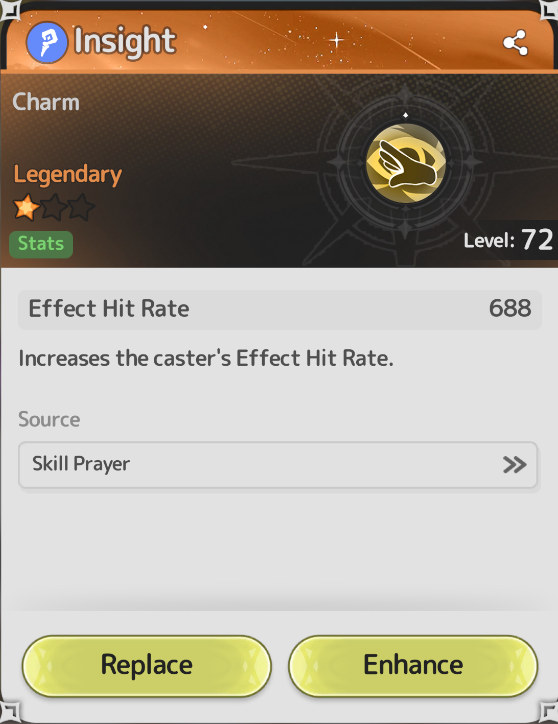 Insight
Charm
Legendary
Stats
Level: 72
Effect Hit Rate 688
Increases the caster's Effect Hit Rate.
Source
Skill Prayer
Replace Enhance